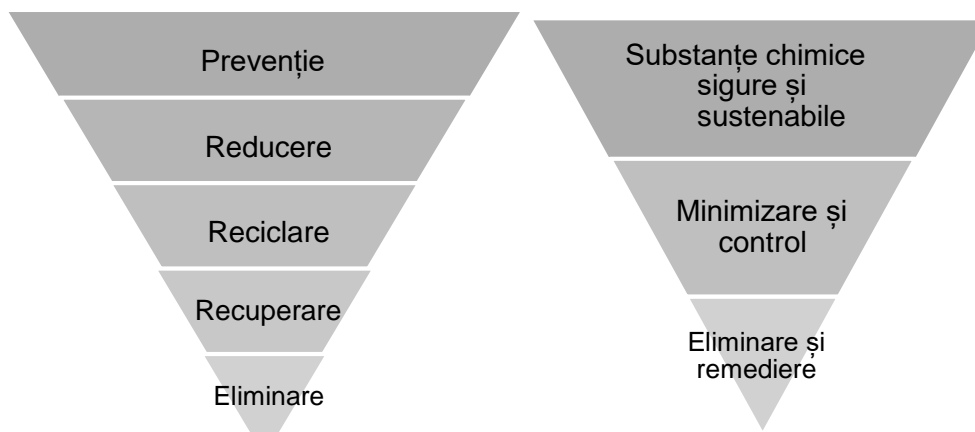 Prevenție
Reducere
Reciclare
Recuperare
Eliminare
Substanțe chimice
sigure și
sustenabile
Minimizare și
control
Eliminare și
remediere